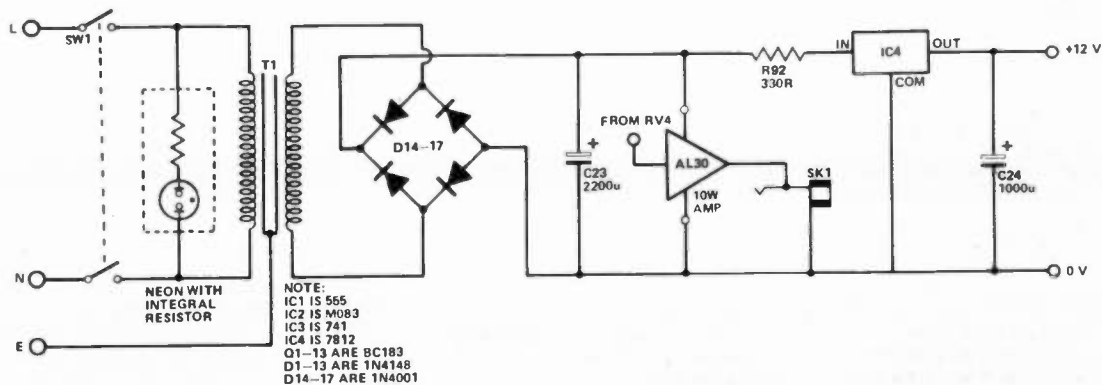 L
SW1
T1
D14-17
N
NEON WITH
INTEGRAL
RESISTOR
E
NOTE:
IC1 IS 565
IC2 IS M083
IC3 IS 741
IC4 IS 7812
Q1-13 ARE BC183
D1-13 ARE 1N4148
D14-17 ARE 1N4001
+
C23
2200u
FROM RV4
AL30
10W
AMP
SK1
R92
330R
IN
IC4
OUT
COM
+
C24
1000u
+12 V
0 V